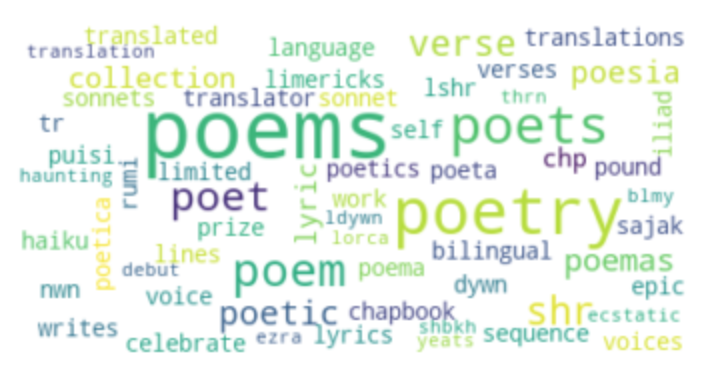 translated
translation
language
verse
translations
collection
limericks
verses
poesia
sonnets
translator
sonnet
lshr
thrn
tr
poems
self
poets
iliad
puisi
haunting
rumi
limited
poetics
poeta
chp
pound
poet
lyric
work
poetry
blmy
ldywn
sajak
haiku
poetica
prize
lorca
lines
bilingual
debut
poem
poema
poemas
nwn
voice
dywn
epic
poetic
chapbook
shr
ecstatic
writes
celebrate
ezra
lyrics
shbkh
yeats
sequence
voices